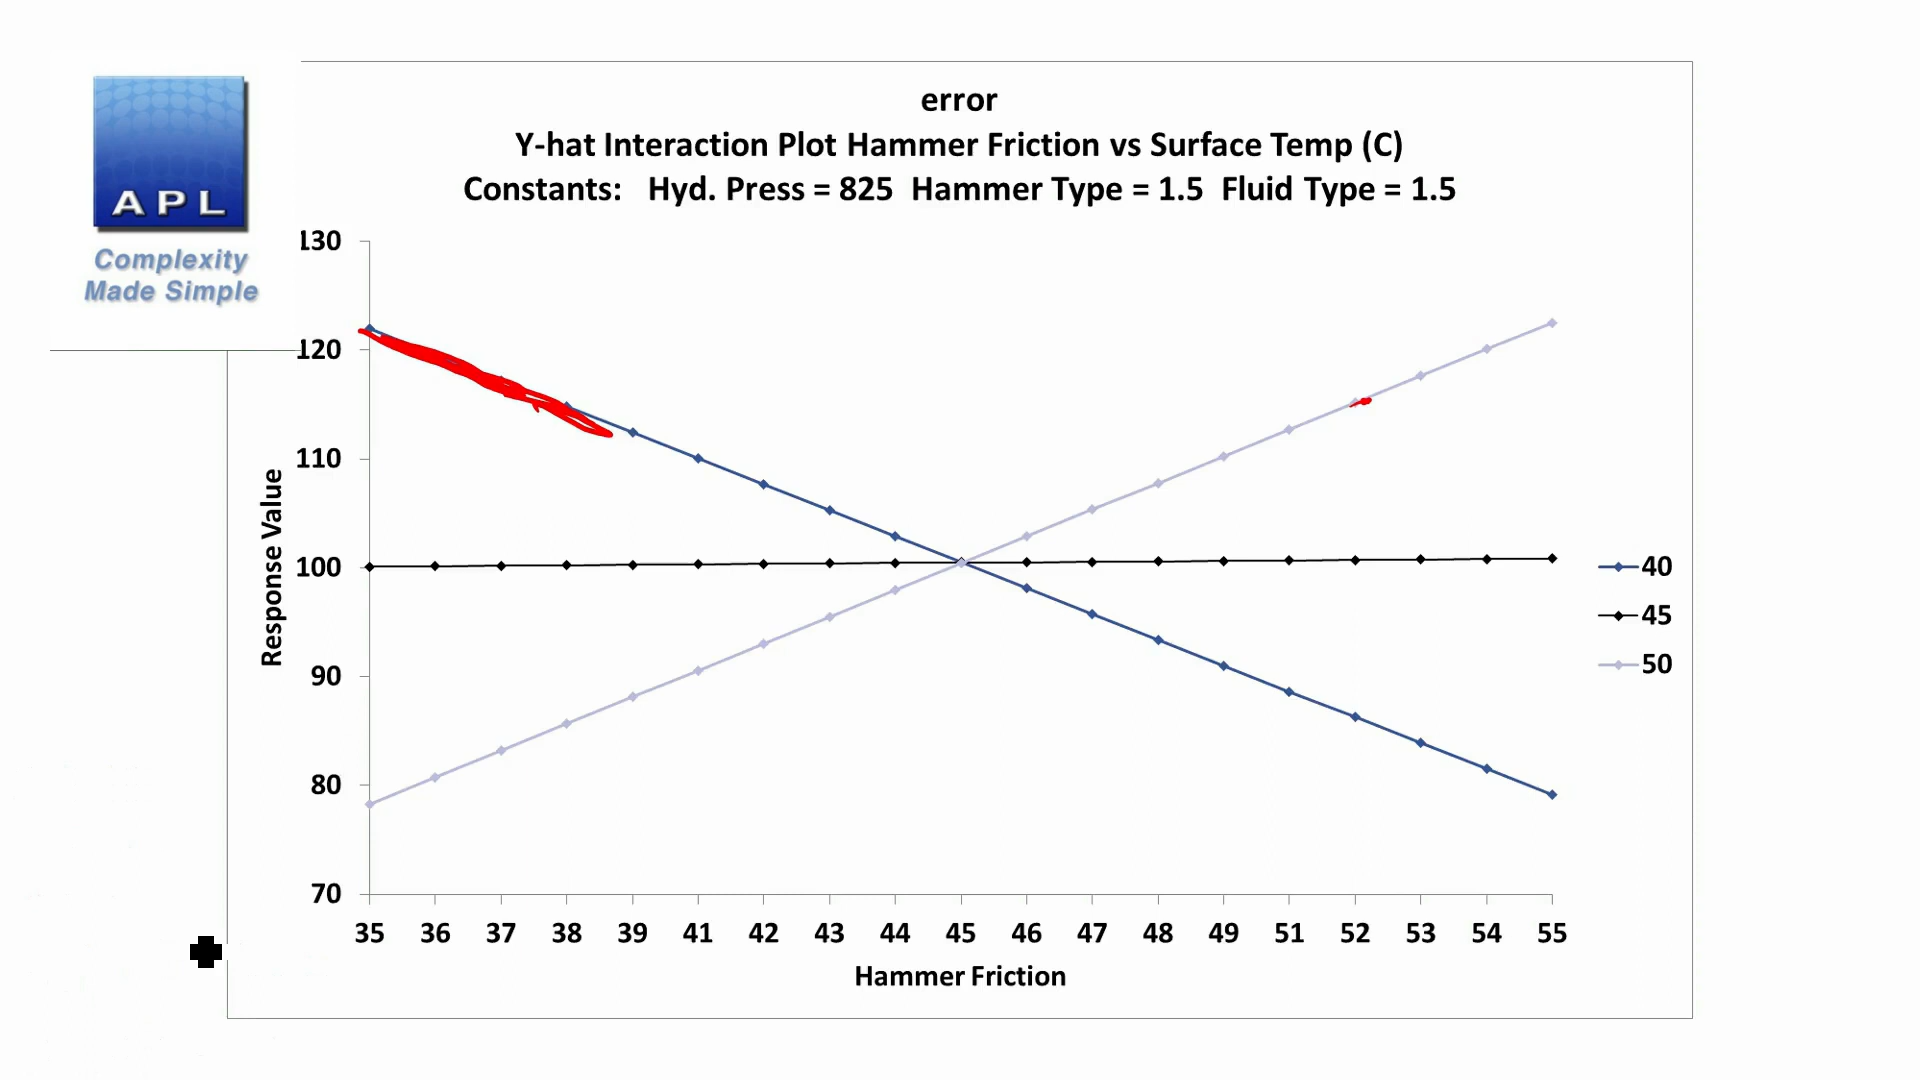 APL
Complexity
Made Simple
error
Y-hat Interaction Plot Hammer Friction vs Surface Temp (C)
Constants: Hyd. Press = 825 Hammer Type = 1.5 Fluid Type = 1.5
130
120
110
100
90
80
70
Response Value
35 36 37 38 39 41 42 43 44 45 46 47 48 49 51 52 53 54 55
Hammer Friction
40
45
50